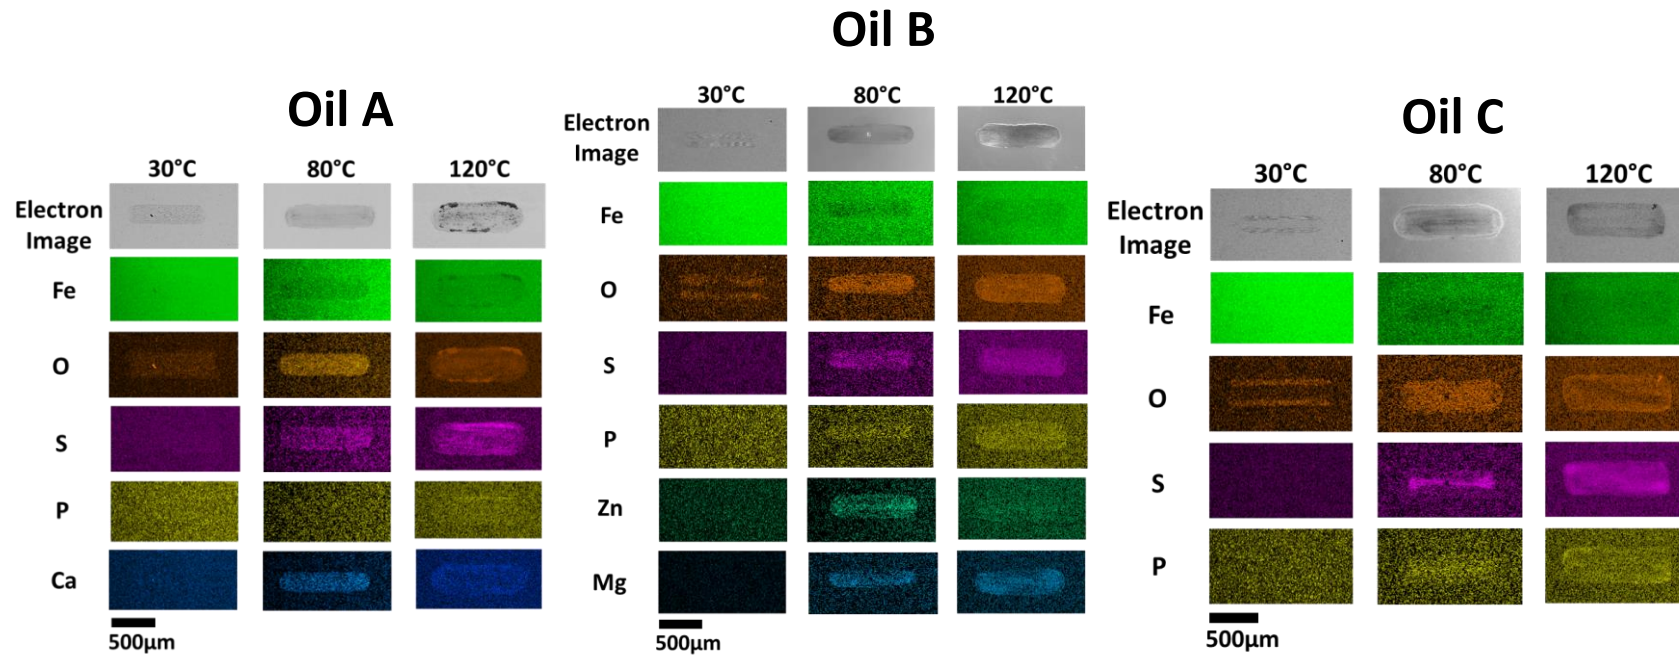 Oil A
30°C 80°C 120°C
Electron
Image
Fe
O
S
P
Ca
500µm
Oil B
30°C 80°C 120°C
Electron
Image
Fe
O
S
P
Zn
Mg
500µm
Oil C
30°C 80°C 120°C
Electron
Image
Fe
O
S
P
500µm